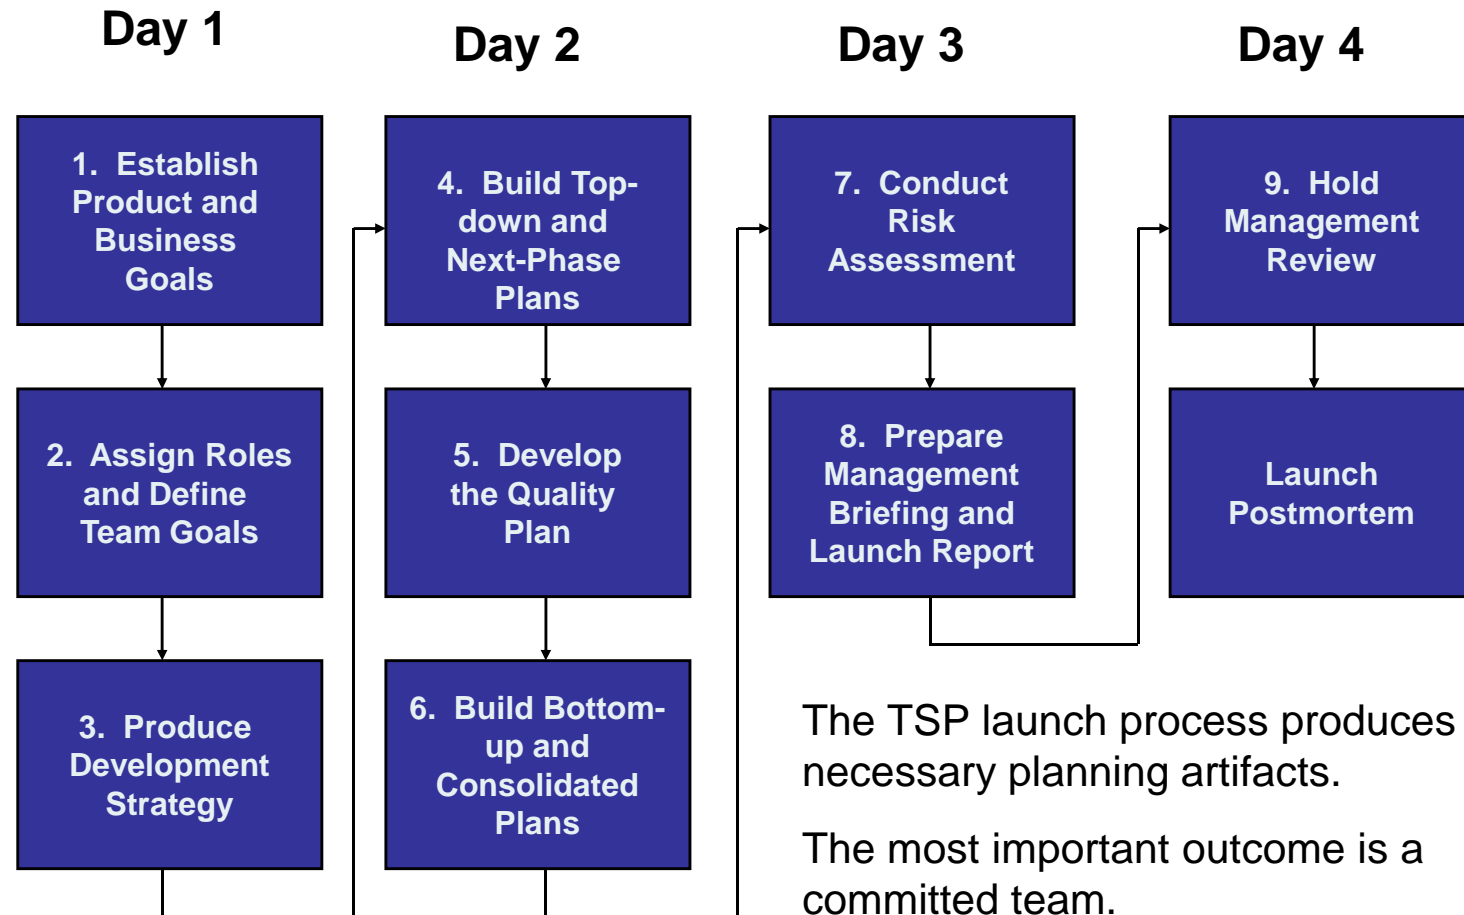 Day 1
Day 2
Day 3
Day 4
1. Establish
Product and
Business
Goals
2. Assign Roles
and Define
Team Goals
3. Produce
Development
Strategy
4. Build Top-
down and
Next-Phase
Plans
5. Develop
the Quality
Plan
6. Build Bottom-
up and
Consolidated
Plans
7. Conduct
Risk
Assessment
8. Prepare
Management
Briefing and
Launch Report
9. Hold
Management
Review
Launch
Postmortem
The TSP launch process produces
necessary planning artifacts.
The most important outcome is a
committed team.